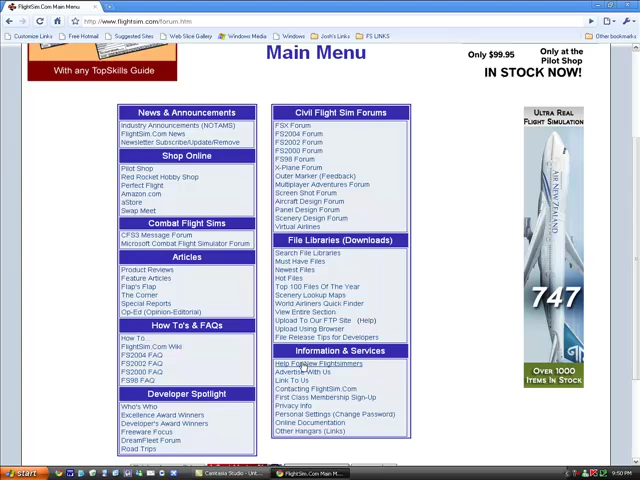 FlightSim.Com Main Menu
http://www.flightsim.com/forum.htm
Customize Links
Free Hotmail
Suggested Sites
Web Slice Gallery
Windows Media
Windows
Josh's Links
FS LINKS
Other bookmarks
With any TopSkills Guide
Main Menu
Only $99.95
Only at the
Pilot Shop
IN STOCK NOW!
News & Announcements
Industry Announcements (NOTAMS)
FlightSim.Com News
Newsletter Subscribe/Update/Remove
Shop Online
Pilot Shop
Red Rocket Hobby Shop
Perfect Flight
Amazon.com
aStore
Swap Meet
Combat Flight Sims
CFS3 Message Forum
Microsoft Combat Flight Simulator Forum
Articles
Product Reviews
Feature Articles
Flap's Flap
The Corner
Special Reports
Op-Ed (Opinion-Editorial)
How To's & FAQs
How To...
FlightSim.Com Wiki
FS2004 FAQ
FS2002 FAQ
FS2000 FAQ
FS98 FAQ
Developer Spotlight
Who's Who
Excellence Award Winners
Developer's Award Winners
Freeware Focus
DreamFleet Forum
Road Trips
Civil Flight Sim Forums
FSX Forum
FS2004 Forum
FS2002 Forum
FS2000 Forum
FS98 Forum
X-Plane Forum
Outer Marker (Feedback)
Multiplayer Adventures Forum
Screen Shot Forum
Aircraft Design Forum
Panel Design Forum
Scenery Design Forum
Virtual Airlines
File Libraries (Downloads)
Search File Libraries
Must Have Files
Newest Files
Hot Files
Top 100 Files Of The Year
Scenery Lookup Maps
World Airliners Quick Finder
View Entire Section
Upload To Our FTP Site (Help)
Upload Using Browser
File Release Tips for Developers
Information & Services
Help For New Flightsimmers
Advertise With Us
Link To Us
Contacting FlightSim.Com
First Class Membership Sign-Up
Privacy Info
Personal Settings (Change Password)
Online Documentation
Other Hangars (Links)
ULTRA REAL
FLIGHT SIMULATION
AIR NEW ZEALAND
747
OVER 1000
ITEMS IN STOCK
start
Camtasia Studio - Unt...
FlightSim.Com Main M...
9:50 PM